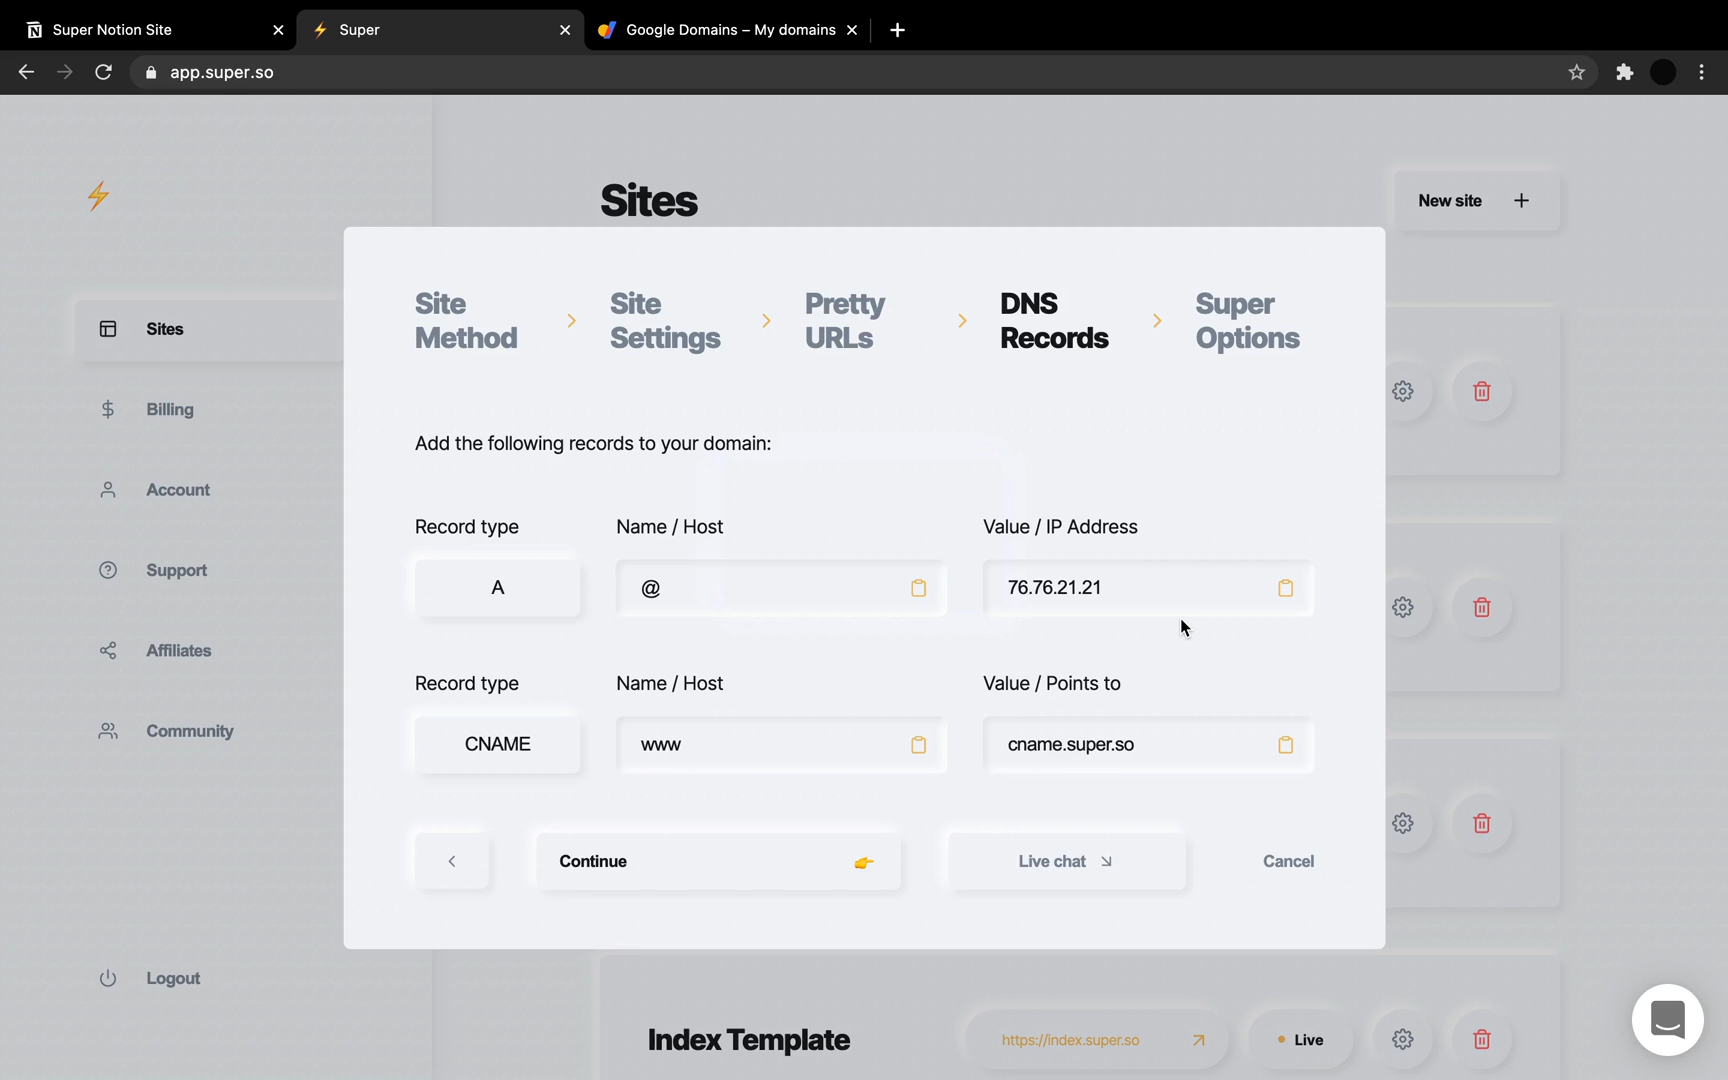 Super Notion Site
Super
Google Domains – My domains
app.super.so
Sites
New site
Sites
Billing
Account
Support
Affiliates
Community
Logout
Site Method
Site Settings
Pretty URLs
DNS Records
Super Options
Add the following records to your domain:
Record type
Name / Host
Value / IP Address
A
@
76.76.21.21
Record type
Name / Host
Value / Points to
CNAME
www
cname.super.so
Continue
Live chat
Cancel
Index Template
https://index.super.so
Live